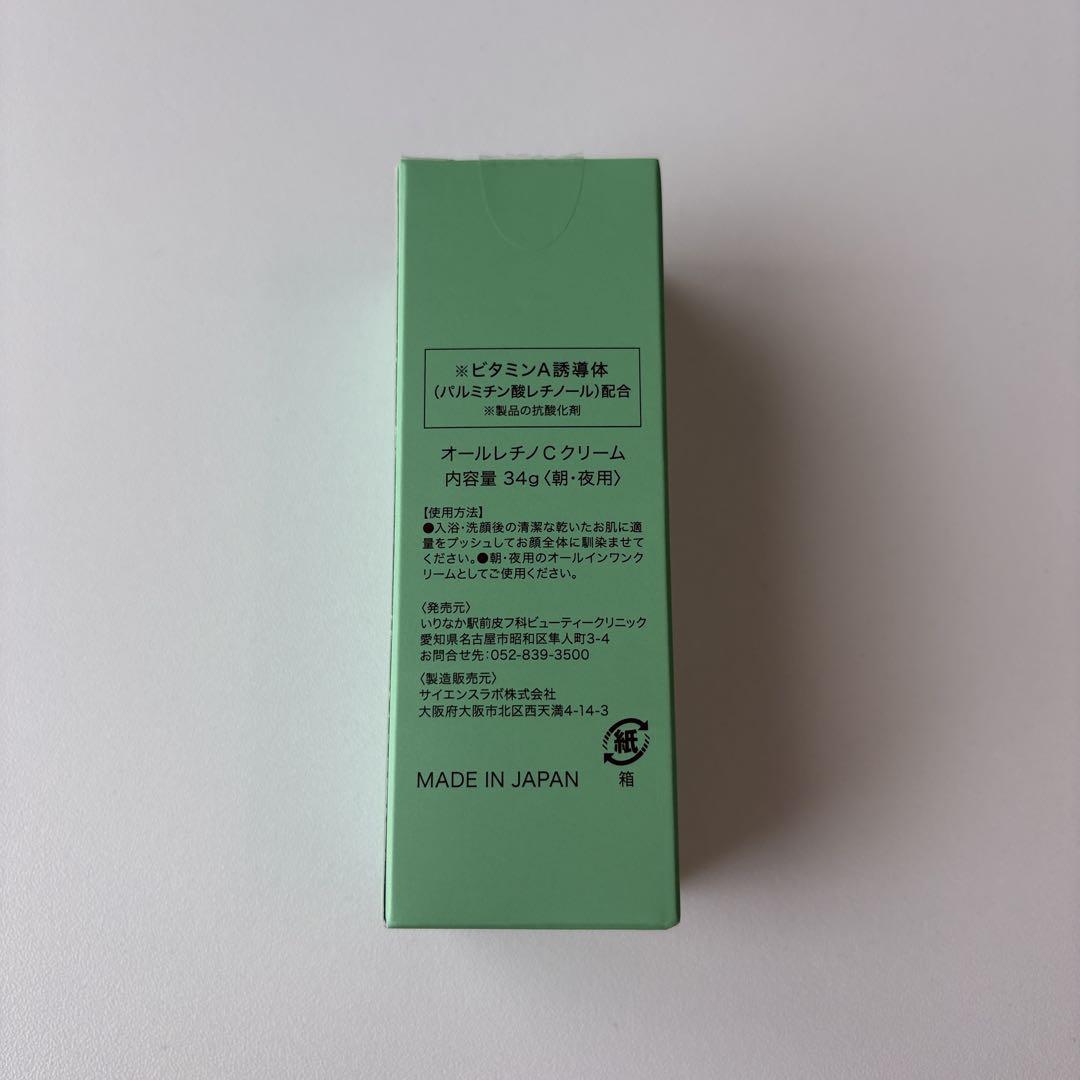 ※ビタミンA誘導体
(パルミチン酸レチノール)配合
※製品の抗酸化剤
オールレチノCクリーム
内容量 34g〈朝・夜用〉
【使用方法】
●入浴・洗顔後の清潔な乾いたお肌に適
量をプッシュしてお顔全体に馴染ませて
ください。●朝・夜用のオールインワンク
リームとしてご使用ください。
〈発売元〉
いりなか駅前皮フ科ビューティークリニック
愛知県名古屋市昭和区隼人町3-4
お問合せ先:052-839-3500
〈製造販売元〉
サイエンスラボ株式会社
大阪府大阪市北区西天満4-14-3
紙
箱
MADE IN JAPAN